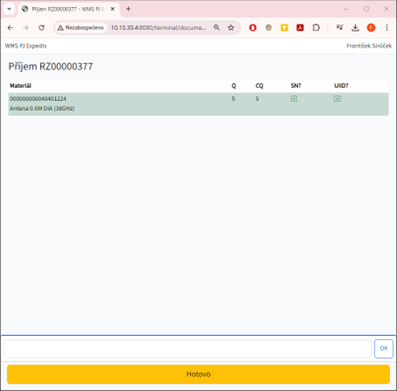 Příjem RZ00000377 – WMS PJ E
Nezabezpečeno
10.10.30.4:8080/terminal/docume...
WMS PJ Expedis
František Sirůček
Příjem RZ00000377
Materiál Q CQ SN? UIID?
000000000040401224 5 5
Antena 0.6M DIA (38GHz)
OK
Hotovo